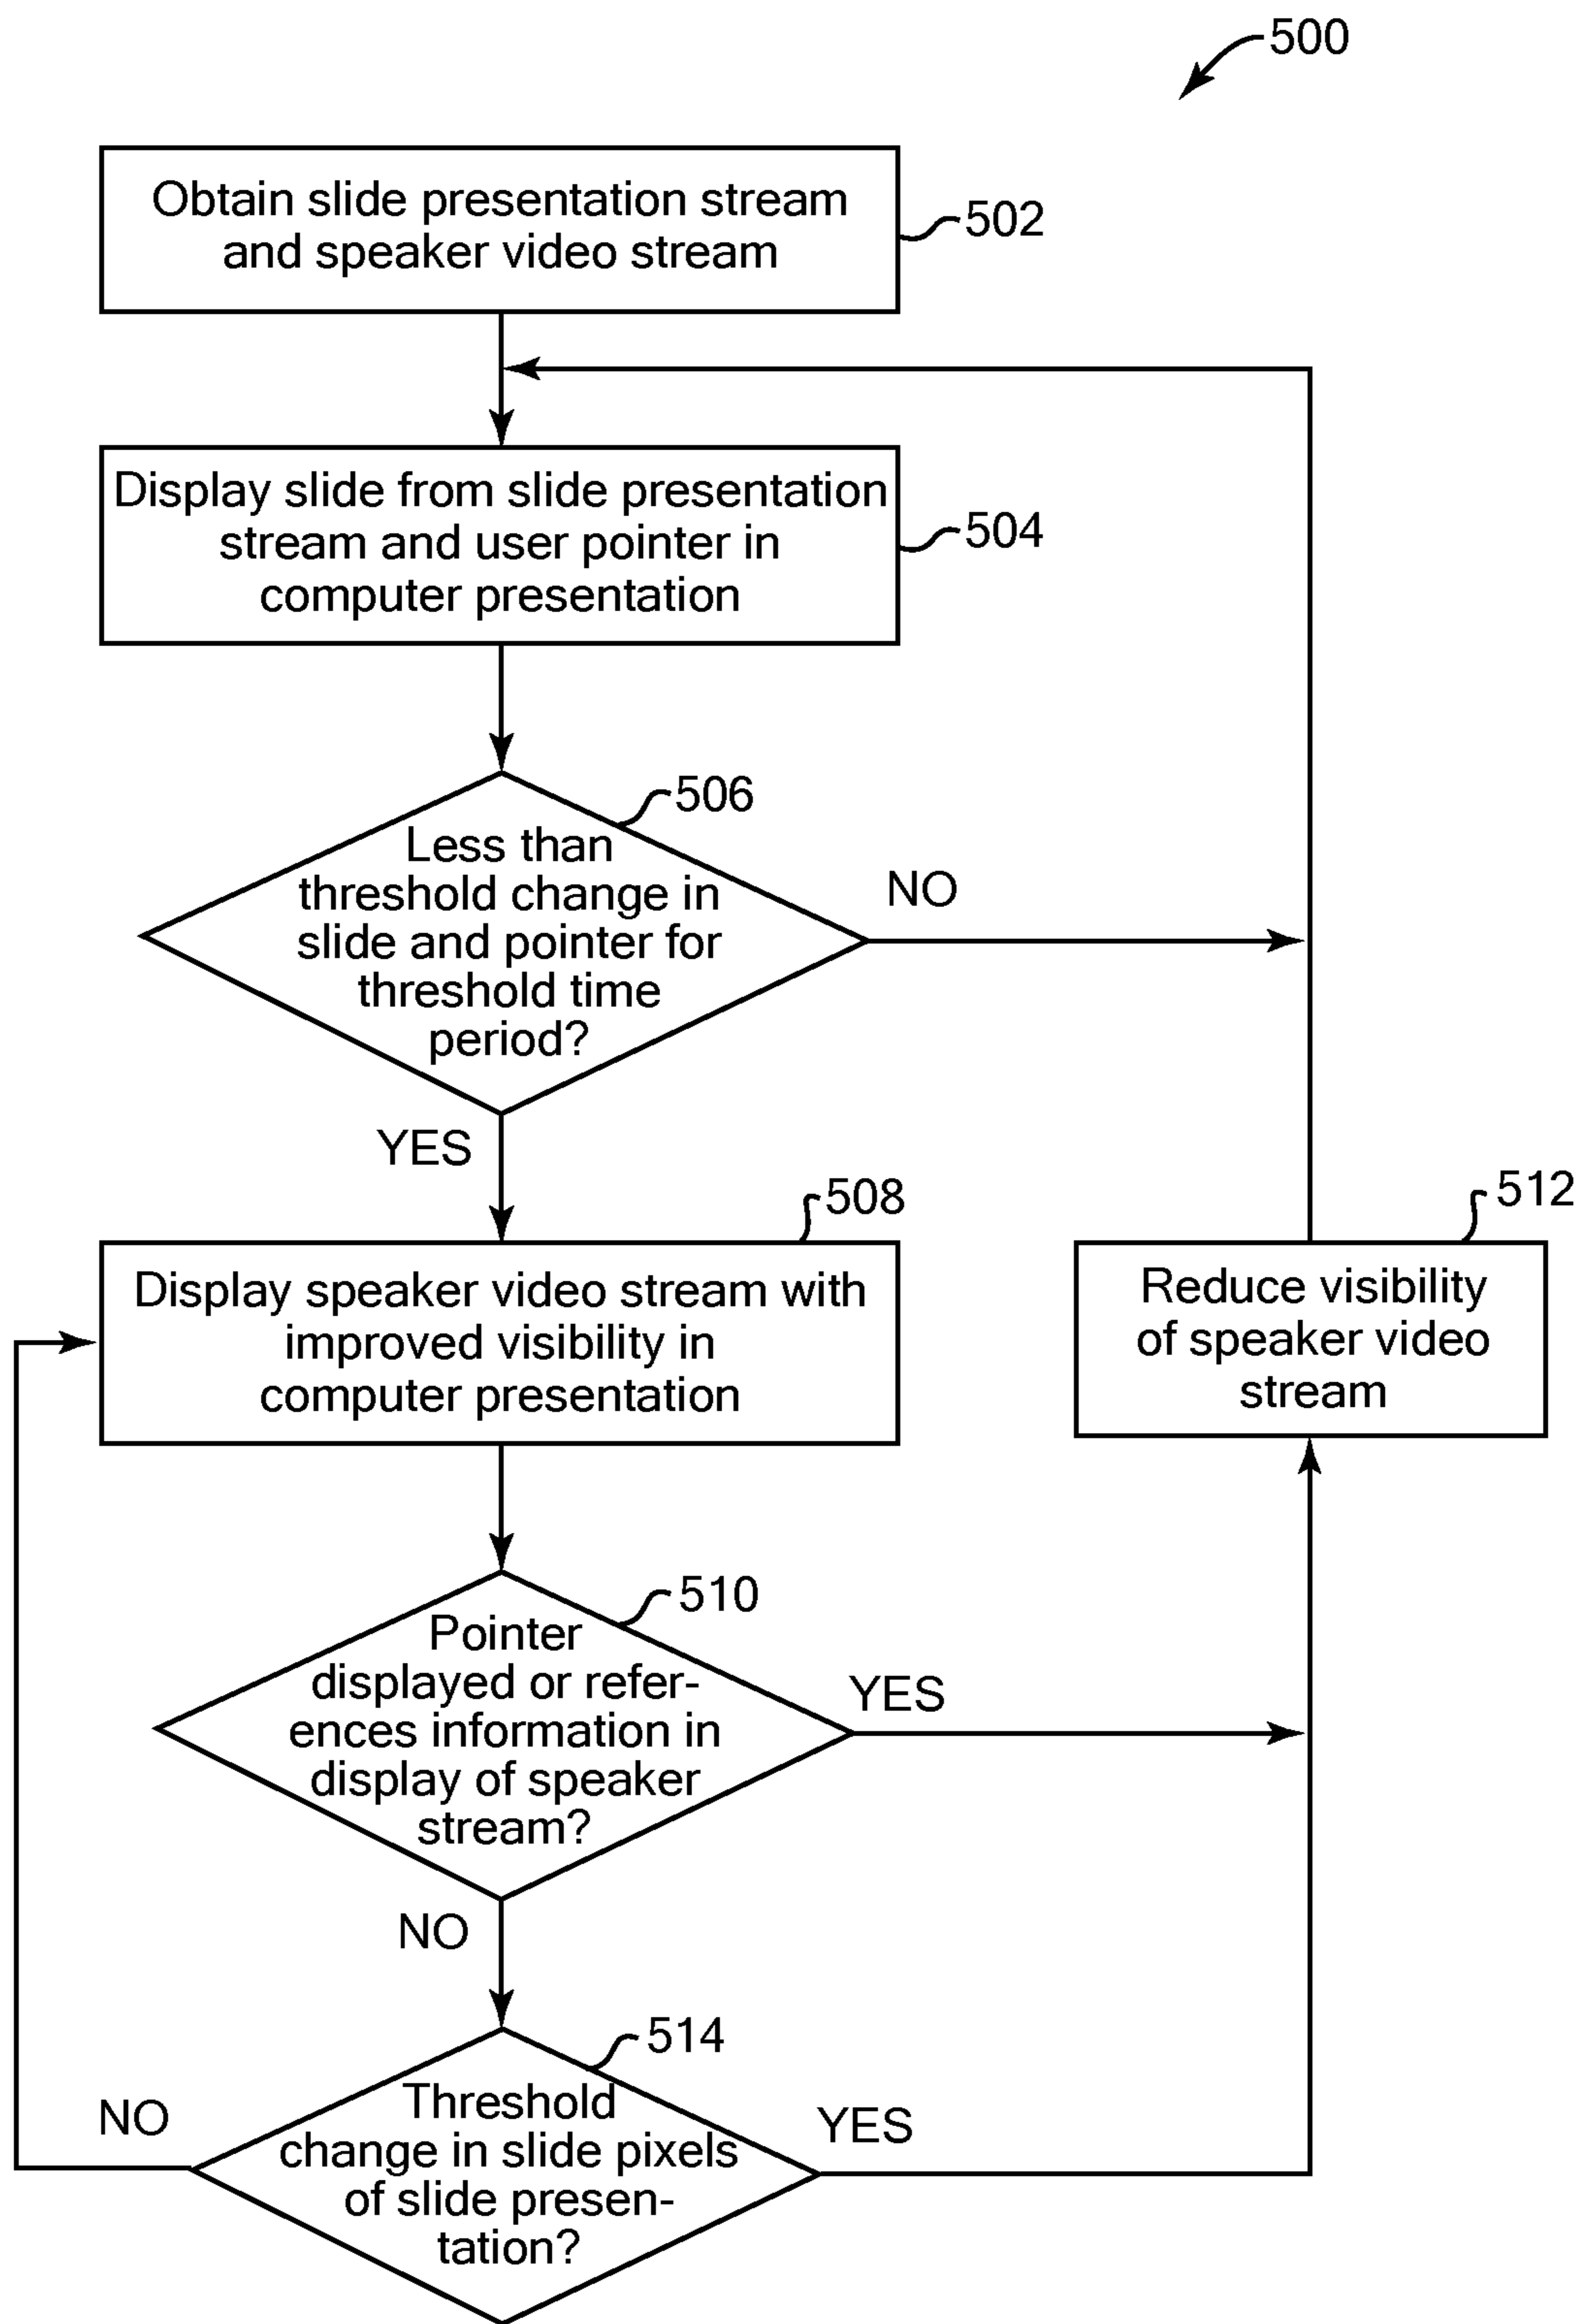 500
Obtain slide presentation stream
and speaker video stream
502
Display slide from slide presentation
stream and user pointer in
computer presentation
504
506
Less than
threshold change in
slide and pointer for
threshold time
period?
NO
YES
508
Display speaker video stream with
improved visibility in
computer presentation
512
Reduce visibility
of speaker video
stream
510
Pointer
displayed or refer-
ences information in
display of speaker
stream?
YES
NO
514
Threshold
change in slide pixels
of slide presen-
tation?
NO
YES